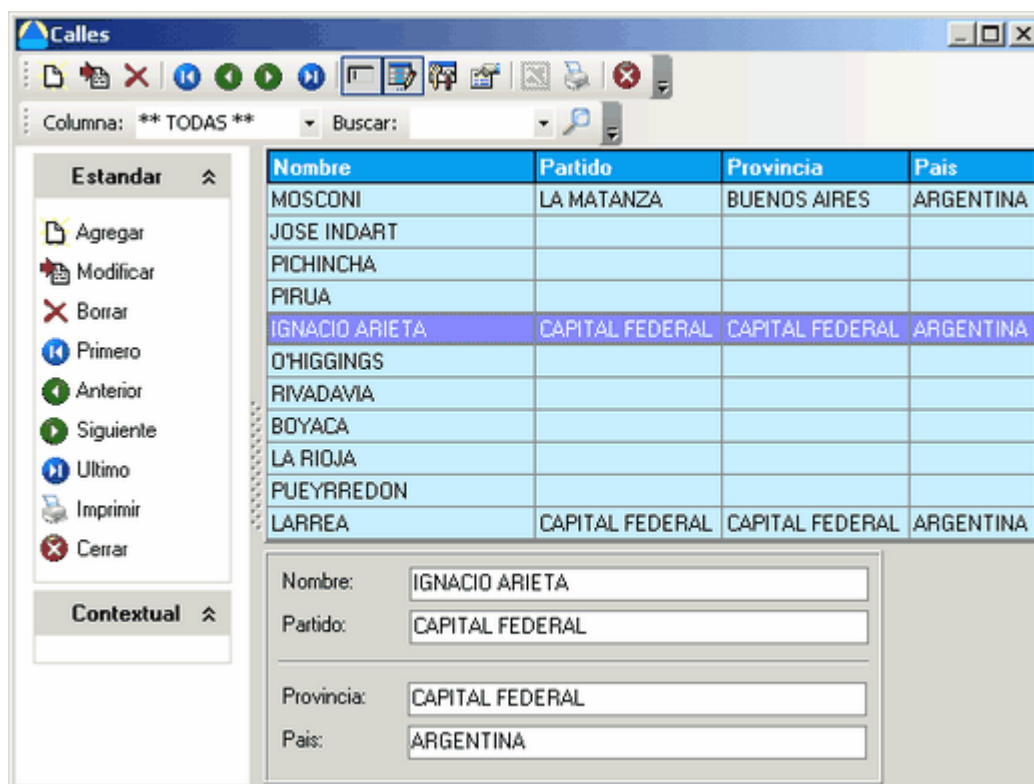 Calles
Columna: ** TODAS ** Buscar:
Estandar
Agregar
Modificar
Borrar
Primero
Anterior
Siguiente
Ultimo
Imprimir
Cerrar
Contextual
Nombre Partido Provincia Pais
MOSCONI LA MATANZA BUENOS AIRES ARGENTINA
JOSE INDART
PICHINCHA
PIRUA
IGNACIO ARIETA CAPITAL FEDERAL CAPITAL FEDERAL ARGENTINA
O'HIGGINGS
RIVADAVIA
BOYACA
LA RIOJA
PUEYRREDON
LARREA CAPITAL FEDERAL CAPITAL FEDERAL ARGENTINA
Nombre: IGNACIO ARIETA
Partido: CAPITAL FEDERAL
Provincia: CAPITAL FEDERAL
Pais: ARGENTINA